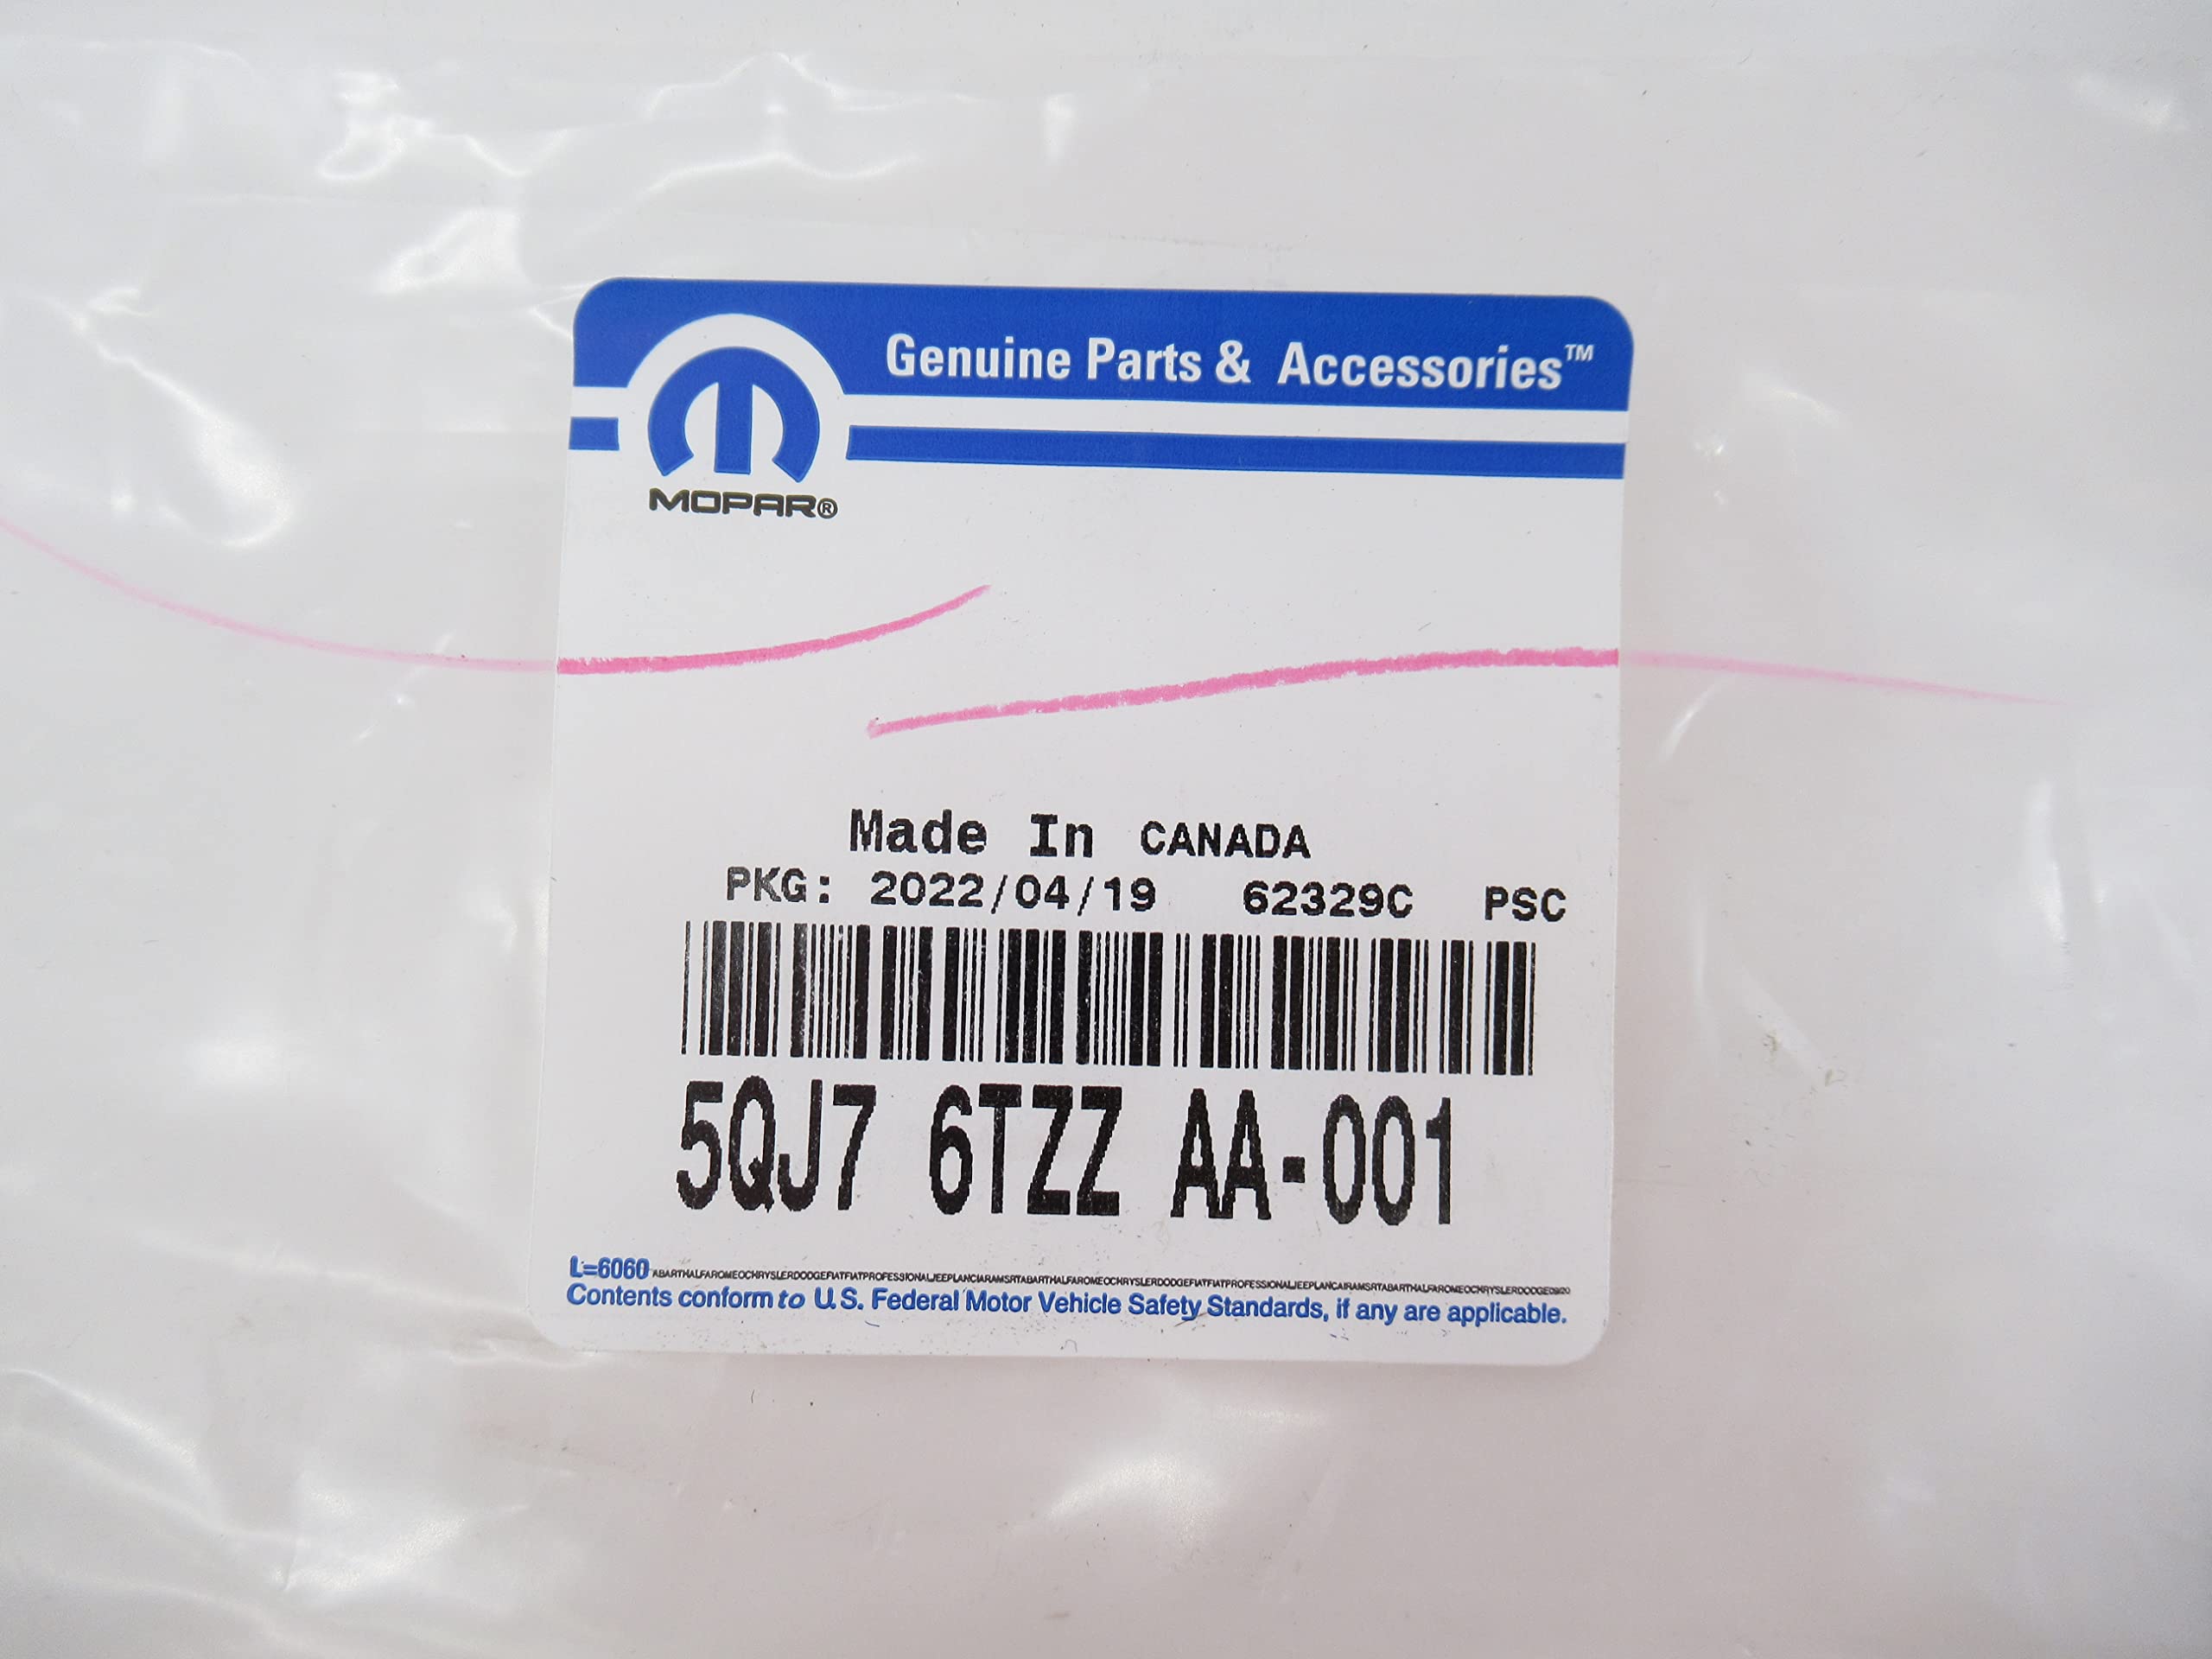 Genuine Parts & Accessories™
MOPAR®
Made In CANADA
PKG: 2022/04/19 62329C PSC
5QJ7 6TZZ AA-001
L=6060
Contents conform to U.S. Federal Motor Vehicle Safety Standards, if any are applicable.